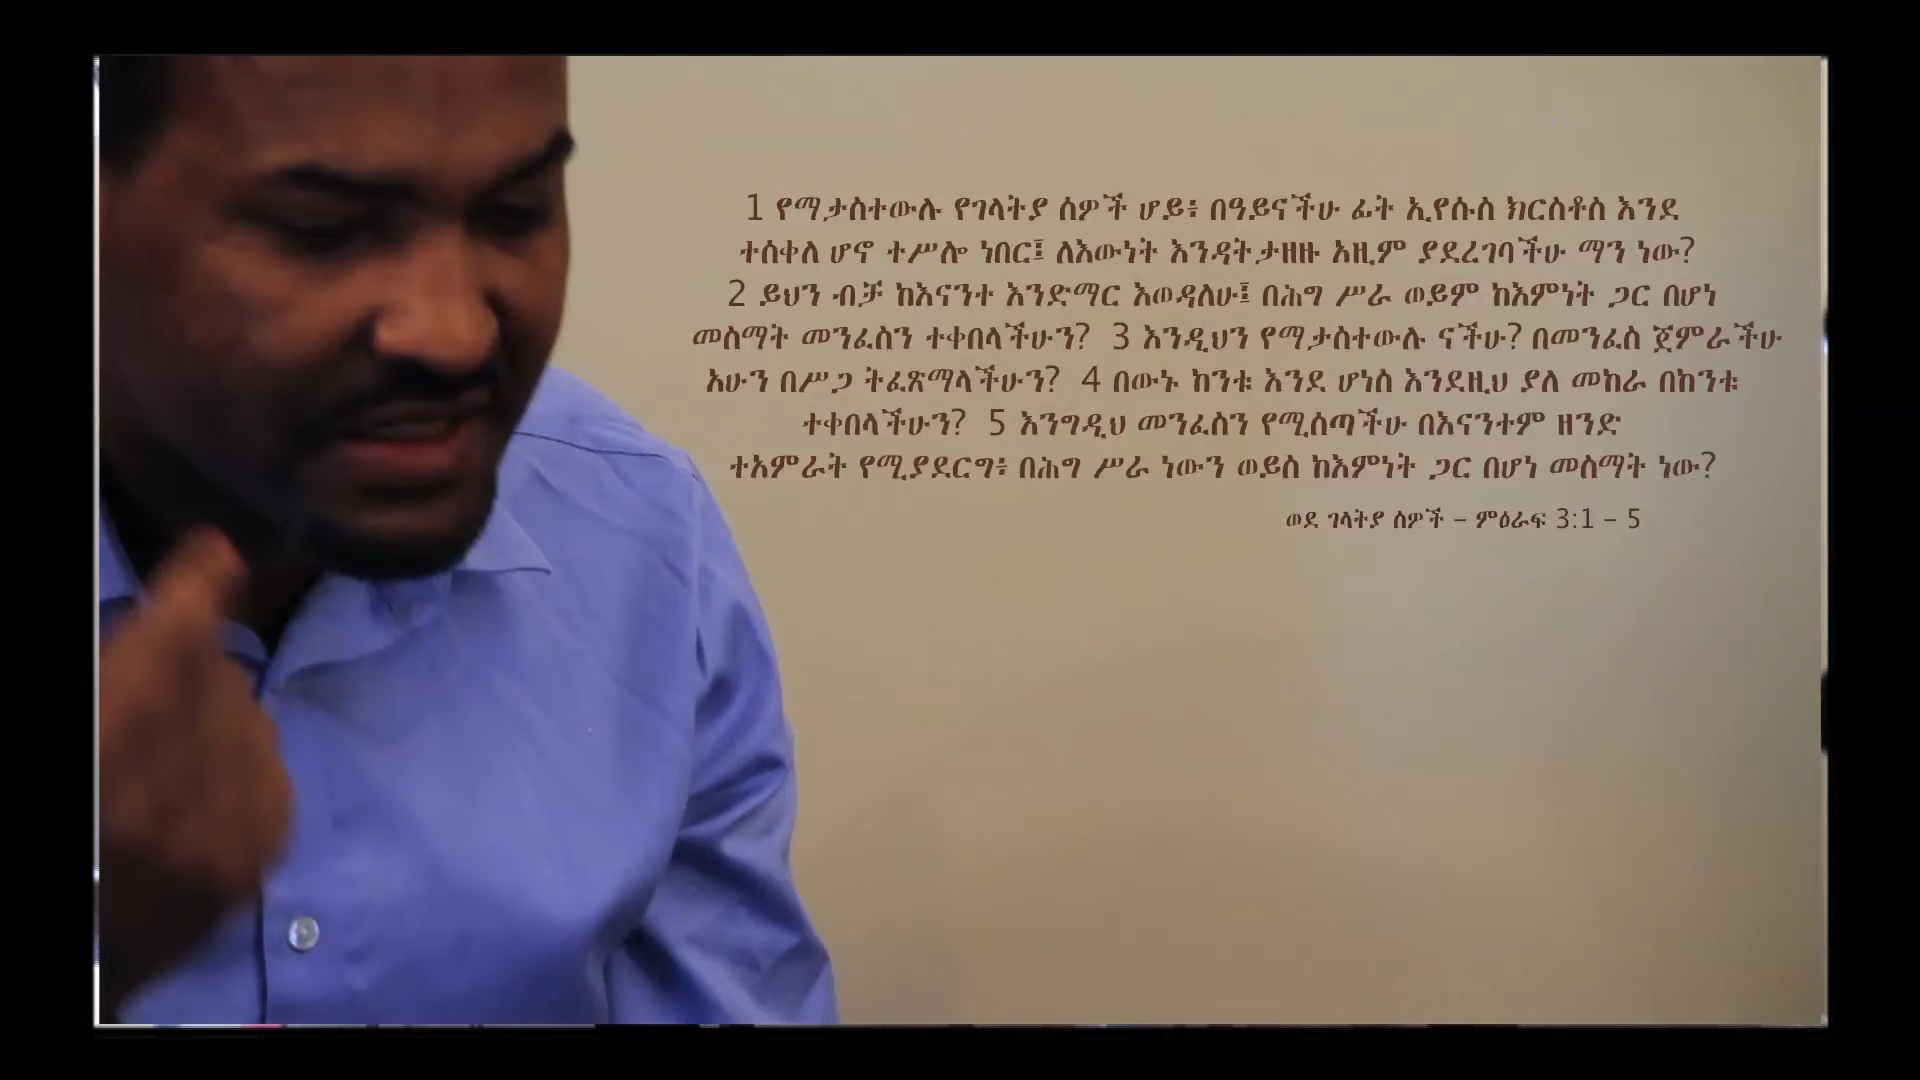 1 የማታስተውሉ የገላትያ ሰዎች ሆይ፥ በዓይናችሁ ፊት ኢየሱስ ክርስቶስ እንደ
ተሰቀለ ሆኖ ተሥሎ ነበር፤ ለእውነት እንዳትታዘዙ አዚም ያደረገባችሁ ማን ነው?
2 ይህን ብቻ ከእናንተ እንድማር እወዳለሁ፤ በሕግ ሥራ ወይም ከእምነት ጋር በሆነ
መስማት መንፈስን ተቀበላችሁን? 3 እንዲህን የማታስተውሉ ናችሁ? በመንፈስ ጀምራችሁ
አሁን በሥጋ ትፈጽማላችሁን? 4 በውኑ ከንቱ እንደ ሆነስ እንደዚህ ያለ መከራ በከንቱ
ተቀበላችሁን? 5 እንግዲህ መንፈስን የሚሰጣችሁ በእናንተም ዘንድ
ተአምራት የሚያደርግ፥ በሕግ ሥራ ነውን ወይስ ከእምነት ጋር በሆነ መስማት ነው?
ወደ ገላትያ ሰዎች – ምዕራፍ 3:1 – 5